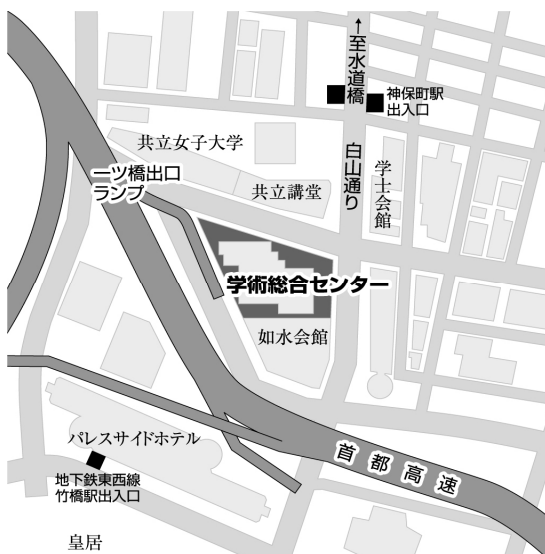 ↑至水道橋
神保町駅
出入口
共立女子大学
白山通り
学士会館
一ツ橋出口
ランプ
共立講堂
学術総合センター
如水会館
パレスサイドホテル
首都高速
地下鉄東西線
竹橋駅出入口
皇居